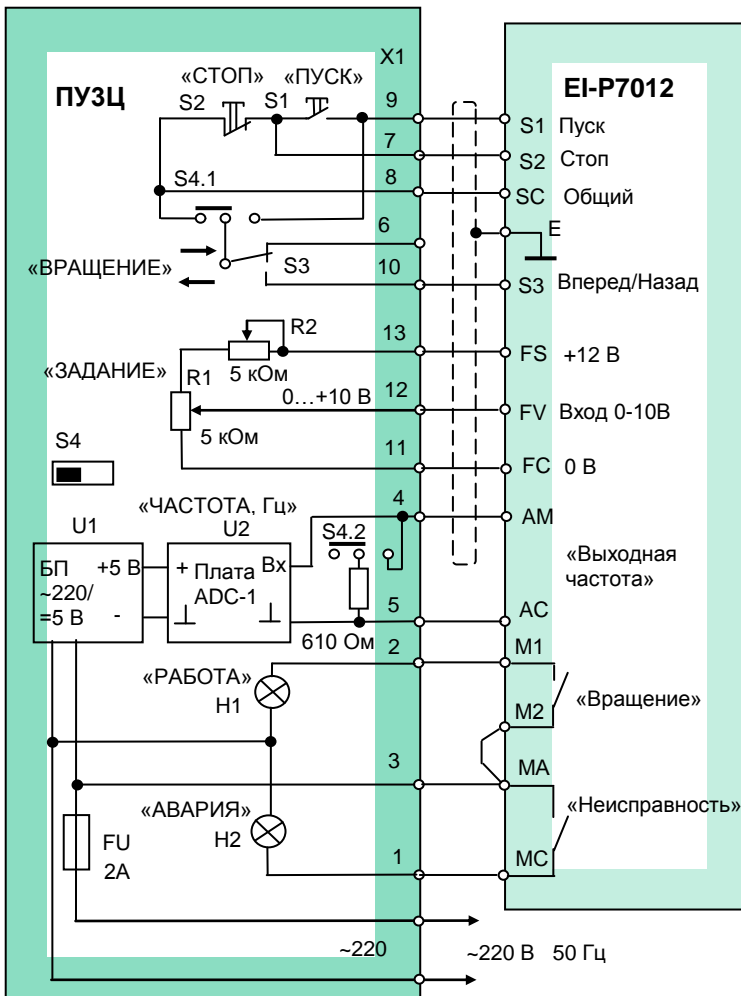 X1
ПУЗЦ
«СТОП» «ПУСК»
S2 S1 9
7
S4.1 8
6
«ВРАЩЕНИЕ»
S3 10
R2 13
«ЗАДАНИЕ» R1 5 кОм
0…+10 В 12
5 кОм
11
S4
«ЧАСТОТА, Гц» 4
U1 U2 S4.2
БП +5 В
~220/
=5 В -
+ Плата Вх
ADC-1
5
610 Ом 2
«РАБОТА»
H1
3
«АВАРИЯ»
H2
FU
2А
1
~220
EI-P7012
S1 Пуск
S2 Стоп
SC Общий
E
S3 Вперед/Назад
FS +12 В
FV Вход 0-10В
FC 0 В
AM
«Выходная
частота»
AC
M1
«Вращение»
M2
MA
«Неисправность»
MC
~220 В 50 Гц